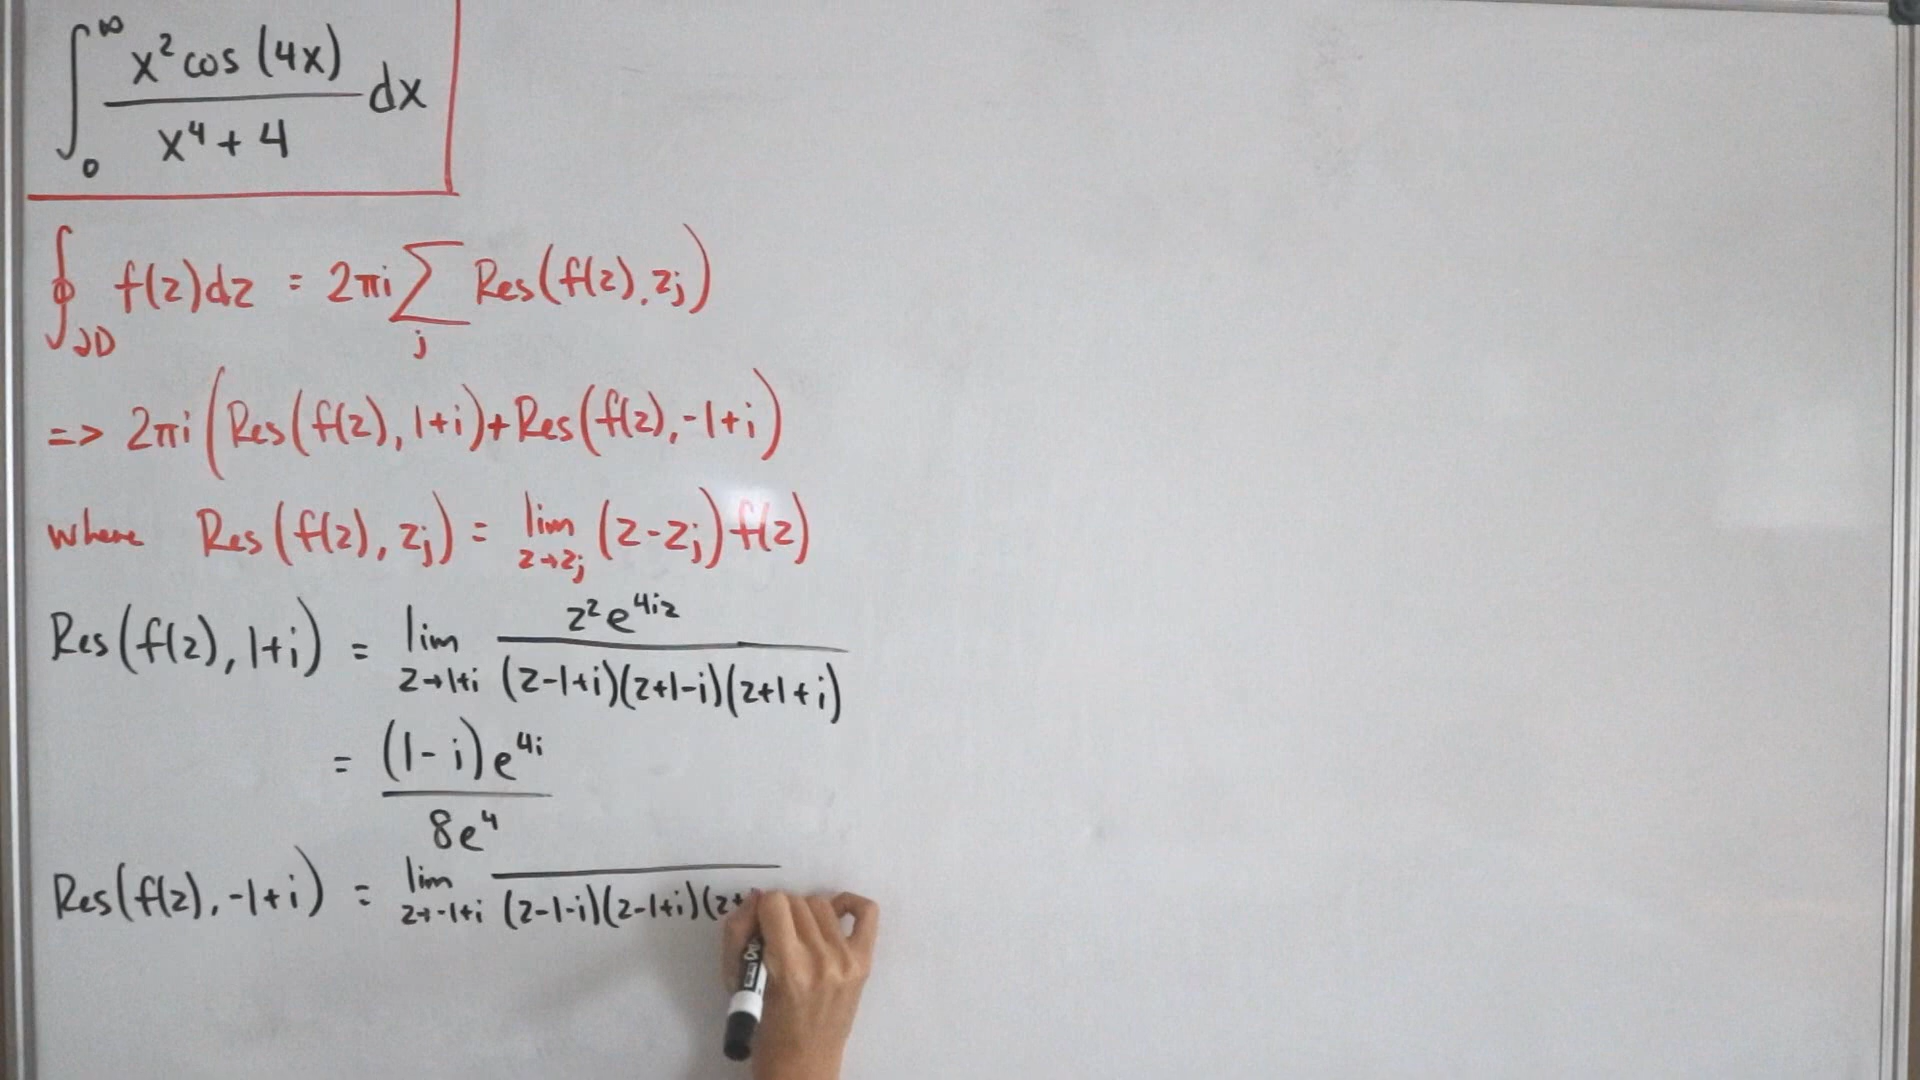 ∫₀^∞ x² cos (4x) / x⁴ + 4 dx
∮_∂D f(z)dz = 2πi ∑_j Res(f(z), z_j)
=> 2πi (Res(f(z), 1+i) + Res(f(z), -1+i)
where Res(f(z), z_j) = lim_{z→z_j} (z-z_j) f(z)
Res(f(z), 1+i) = lim_{z→1+i} z² e^{4iz} / (z-1+i)(z+1-i)(z+1+i)
= (1-i)e^{4i} / 8e⁴
Res(f(z), -1+i) = lim_{z→-1+i} / (z-1-i)(z-1+i)(z+